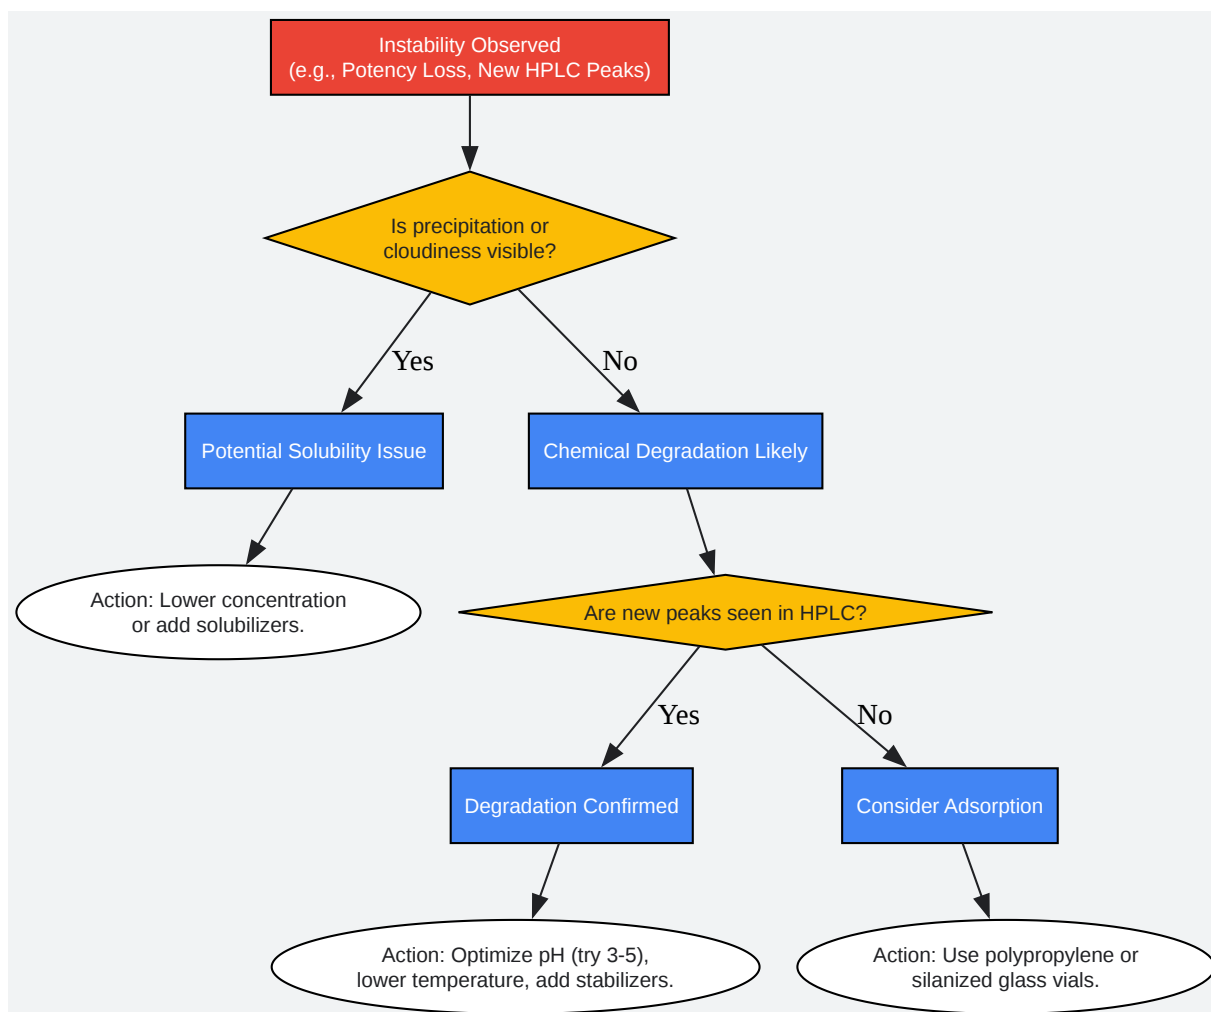 Instability Observed
(e.g., Potency Loss, New HPLC Peaks)
Is precipitation or
cloudiness visible?
Yes
No
Potential Solubility Issue
Chemical Degradation Likely
Action: Lower concentration
or add solubilizers.
Are new peaks seen in HPLC?
Yes
No
Degradation Confirmed
Consider Adsorption
Action: Optimize pH (try 3-5),
lower temperature, add stabilizers.
Action: Use polypropylene or
silanized glass vials.